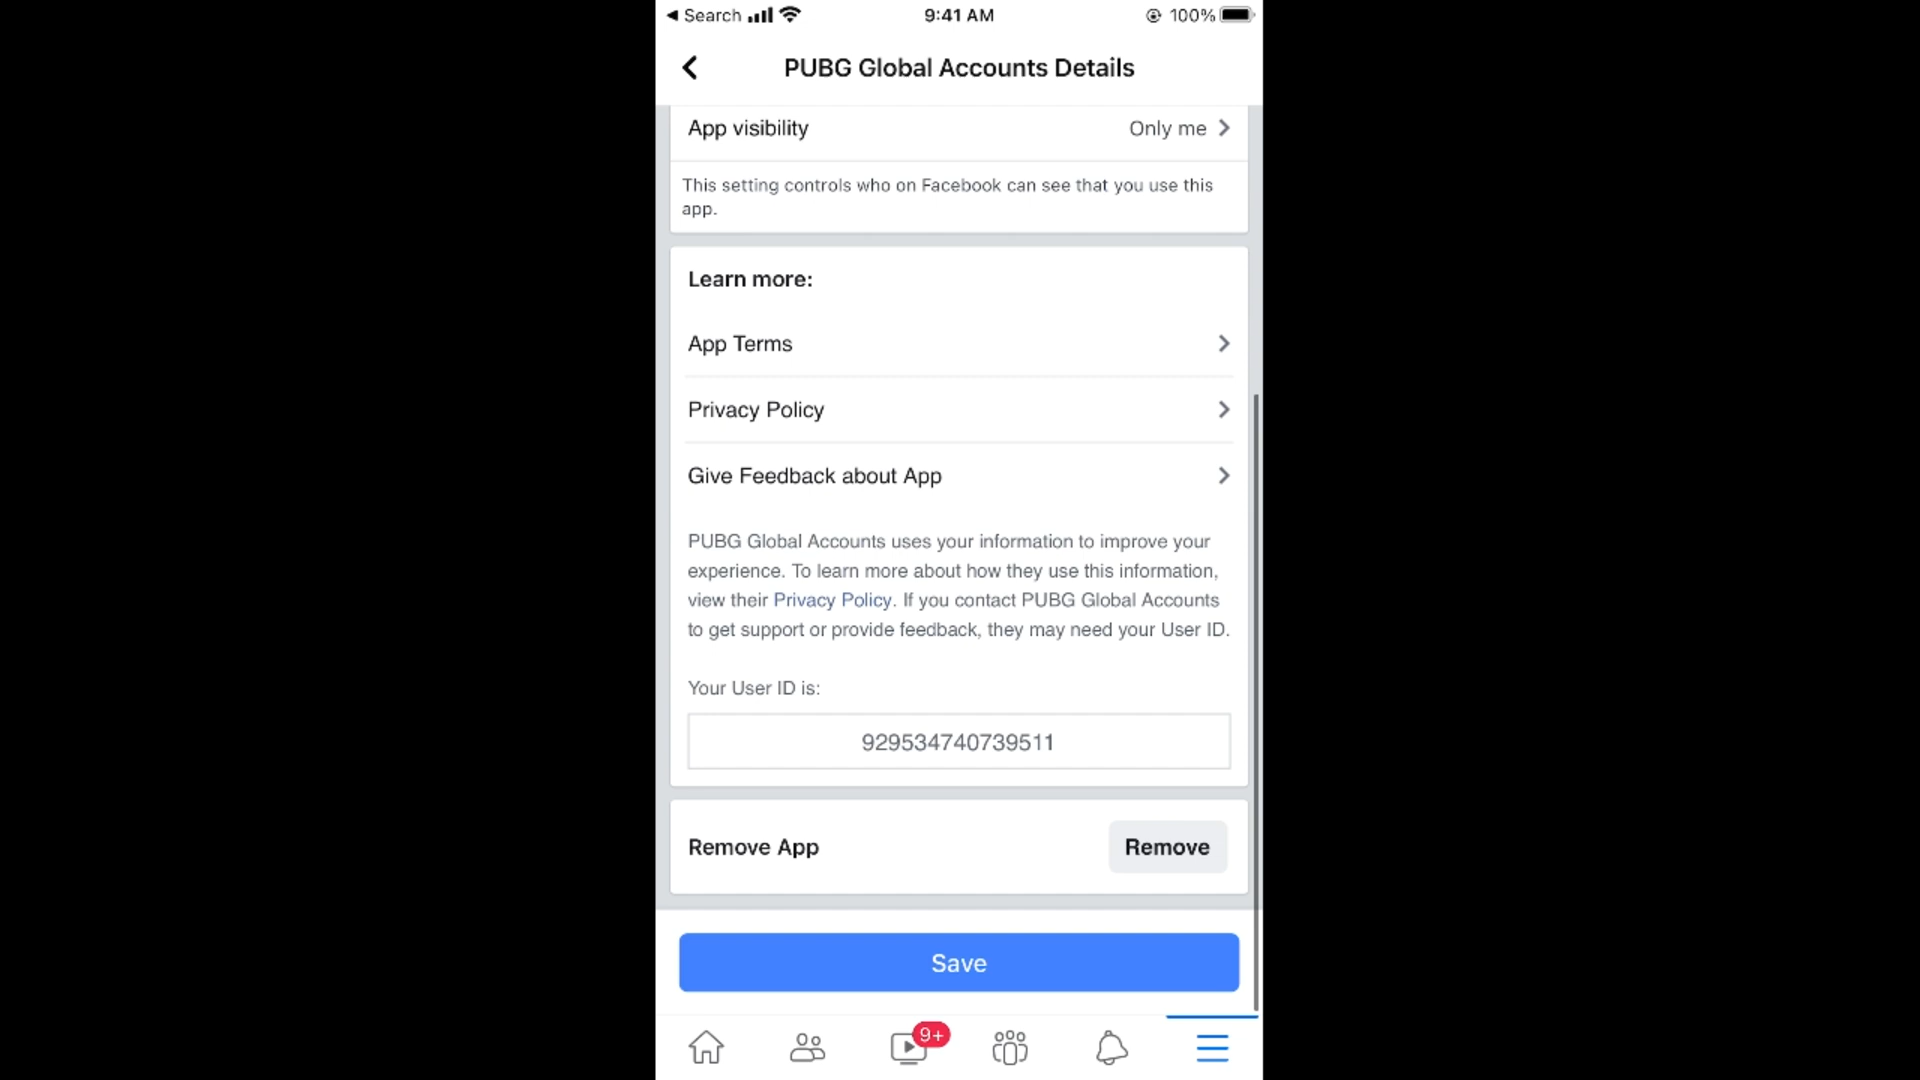 Search
9:41 AM
100%
PUBG Global Accounts Details
App visibility
Only me
This setting controls who on Facebook can see that you use this
app.
Learn more:
App Terms
Privacy Policy
Give Feedback about App
PUBG Global Accounts uses your information to improve your
experience. To learn more about how they use this information,
view their Privacy Policy. If you contact PUBG Global Accounts
to get support or provide feedback, they may need your User ID.
Your User ID is:
929534740739511
Remove App
Remove
Save
9+